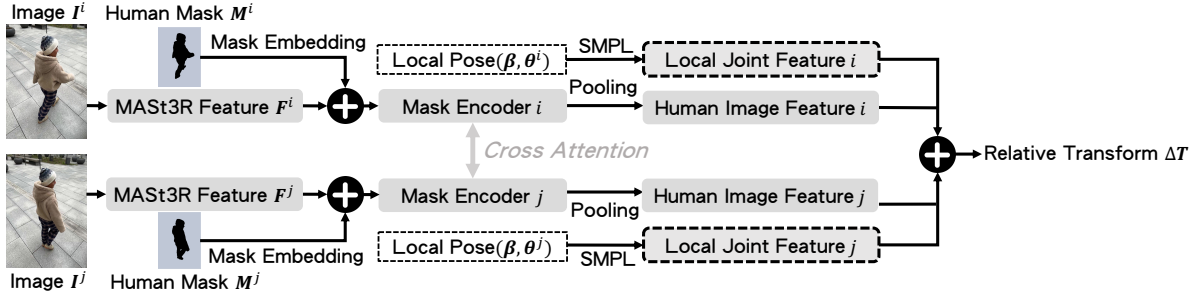 Image I^i
Human Mask M^i
Mask Embedding
Local Pose(β, θ^i)
SMPL
Local Joint Feature i
MASt3R Feature F^i
Mask Encoder i
Pooling
Human Image Feature i
Cross Attention
Relative Transform ΔT
MASt3R Feature F^j
Mask Encoder j
Pooling
Human Image Feature j
Mask Embedding
Local Pose(β, θ^j)
SMPL
Local Joint Feature j
Image I^j
Human Mask M^j